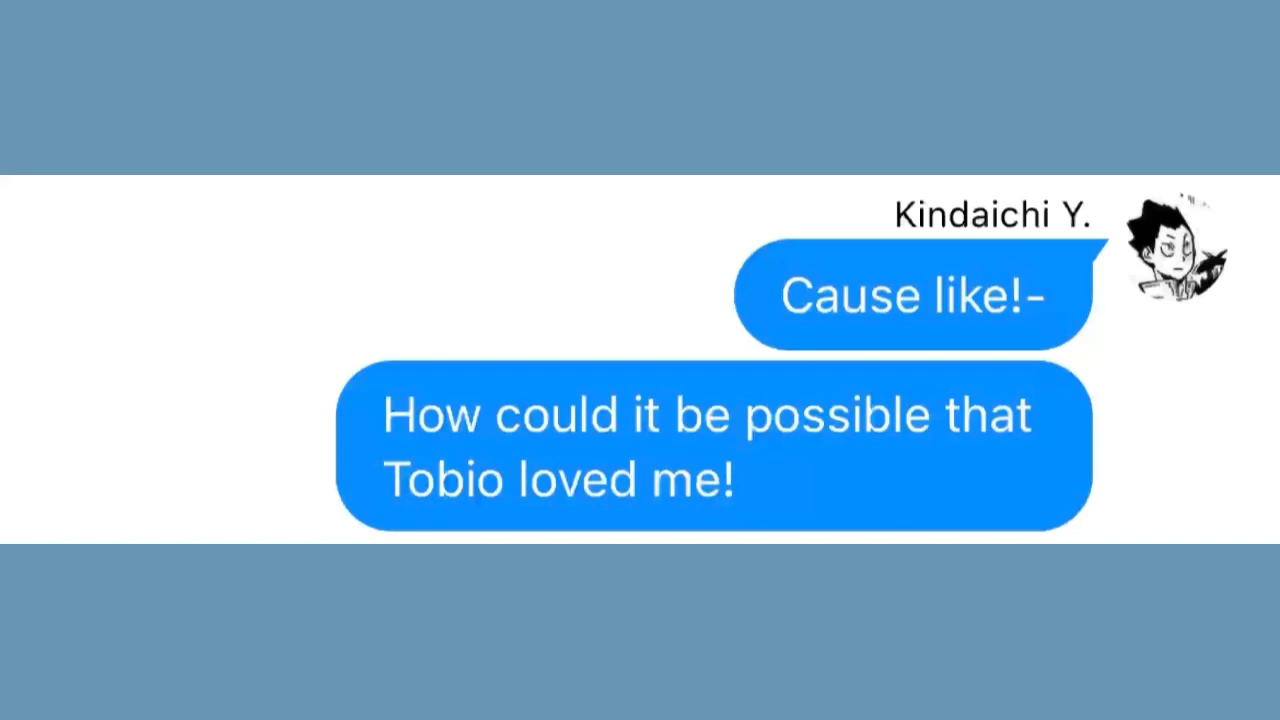 Kindaichi Y.
Cause like!-
How could it be possible that
Tobio loved me!